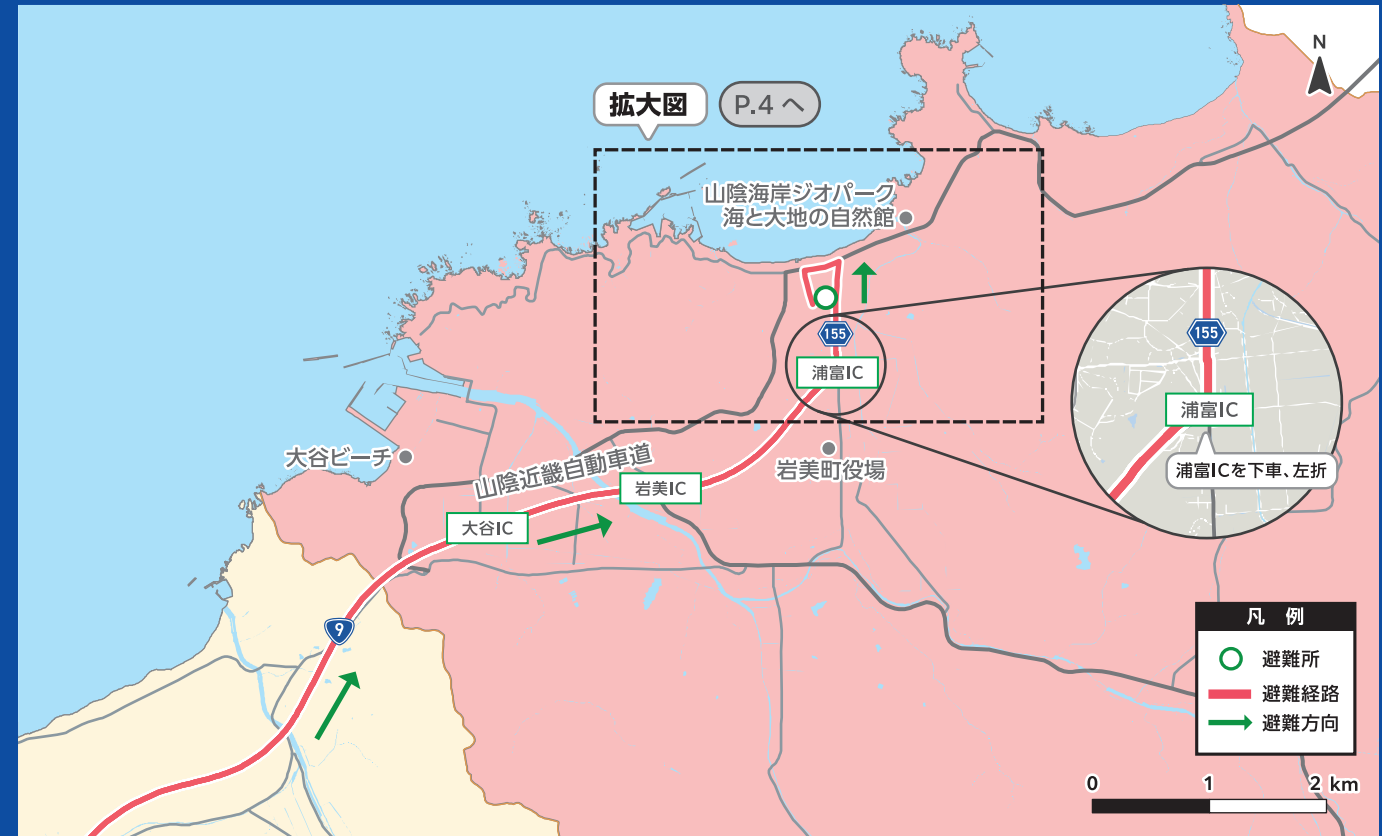 N
拡大図
P.4 へ
山陰海岸ジオパーク
海と大地の自然館
155
浦富IC
155
浦富IC
浦富ICを下車、左折
大谷ビーチ
山陰近畿自動車道
岩美町役場
岩美IC
大谷IC
9
凡 例
避難所
避難経路
避難方向
0 1 2 km